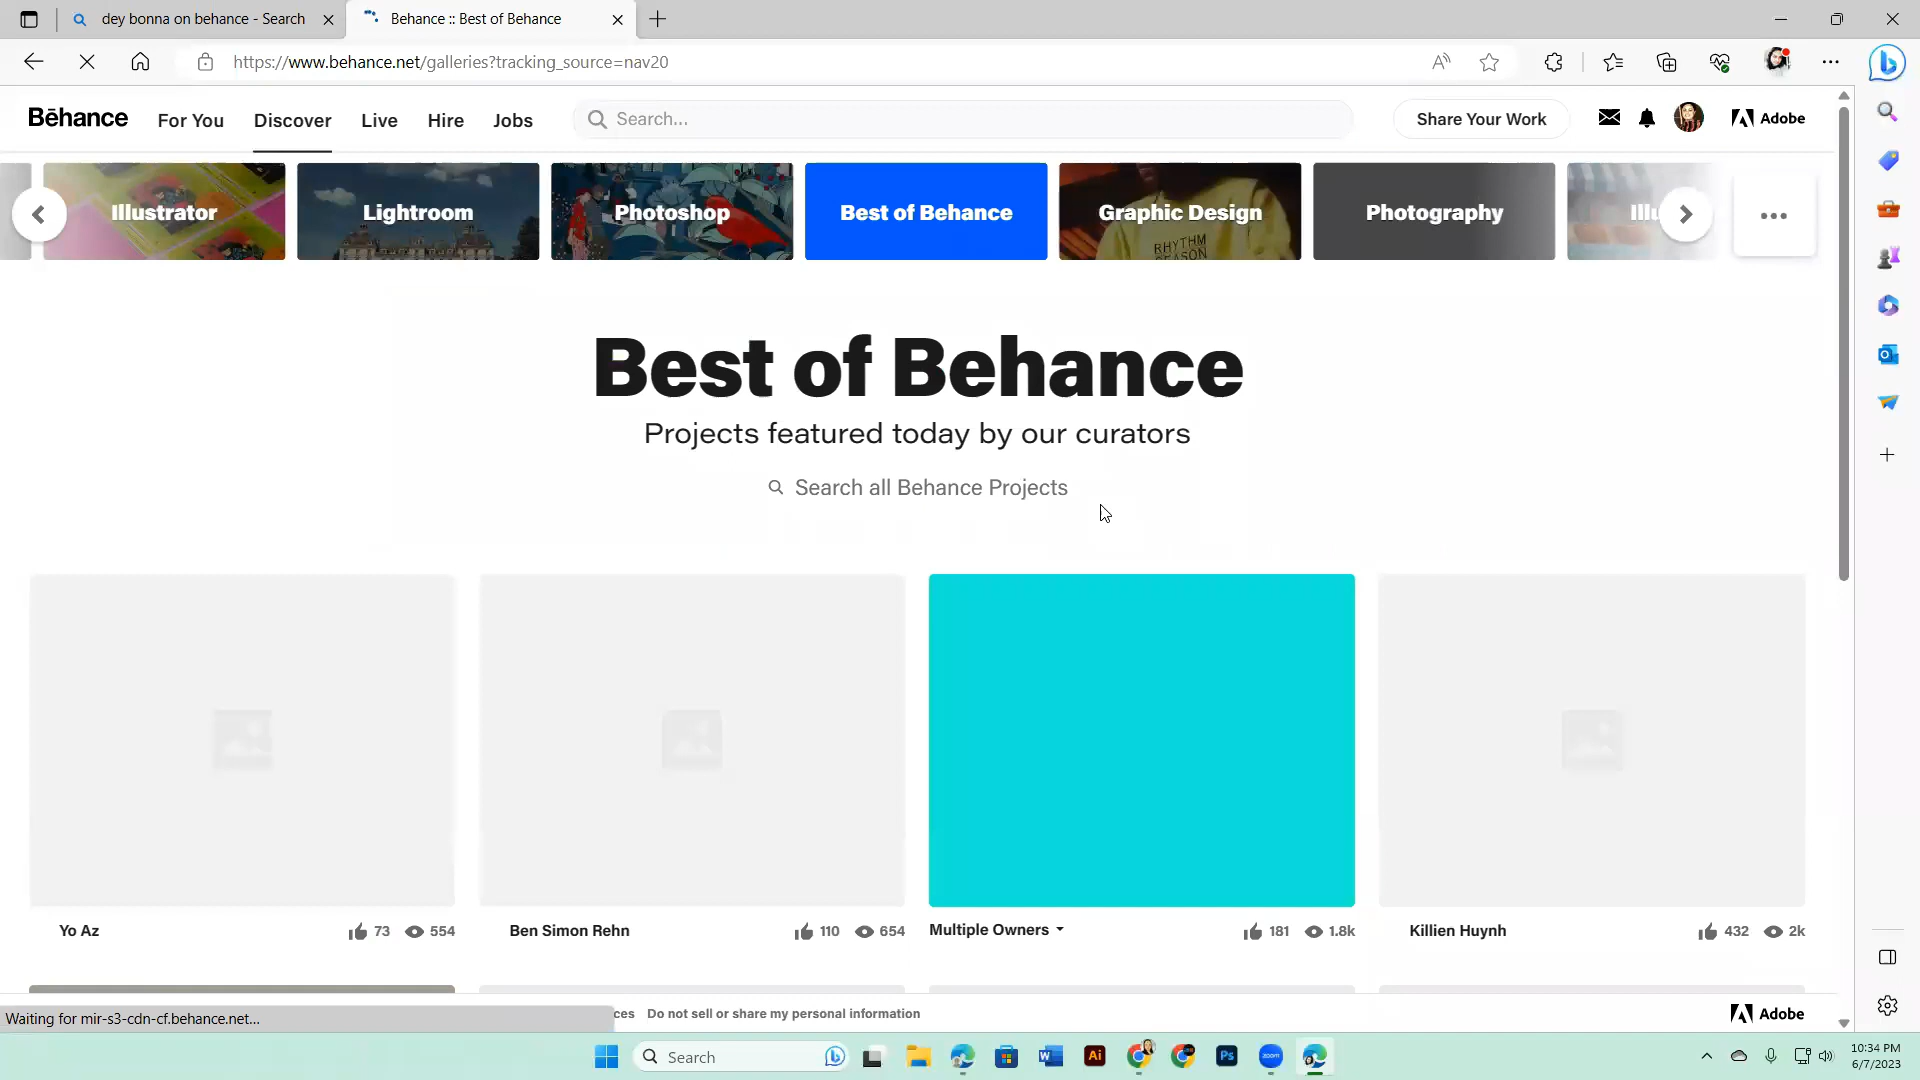 dey bonna on behance - Search
Behance :: Best of Behance
https://www.behance.net/galleries?tracking_source=nav20
Bēhance
For You
Discover
Live
Hire
Jobs
Search...
Share Your Work
Adobe
Illustrator
Lightroom
Photoshop
Best of Behance
Graphic Design
RHYTHM
SEASON
Photography
Best of Behance
Projects featured today by our curators
Search all Behance Projects
Yo Az
73
554
Ben Simon Rehn
110
654
Multiple Owners
181
1.8k
Killien Huynh
432
2k
Waiting for mir-s3-cdn-cf.behance.net...
Do not sell or share my personal information
Adobe
Search
Ai
Ps
zoom
10:34 PM
6/7/2023